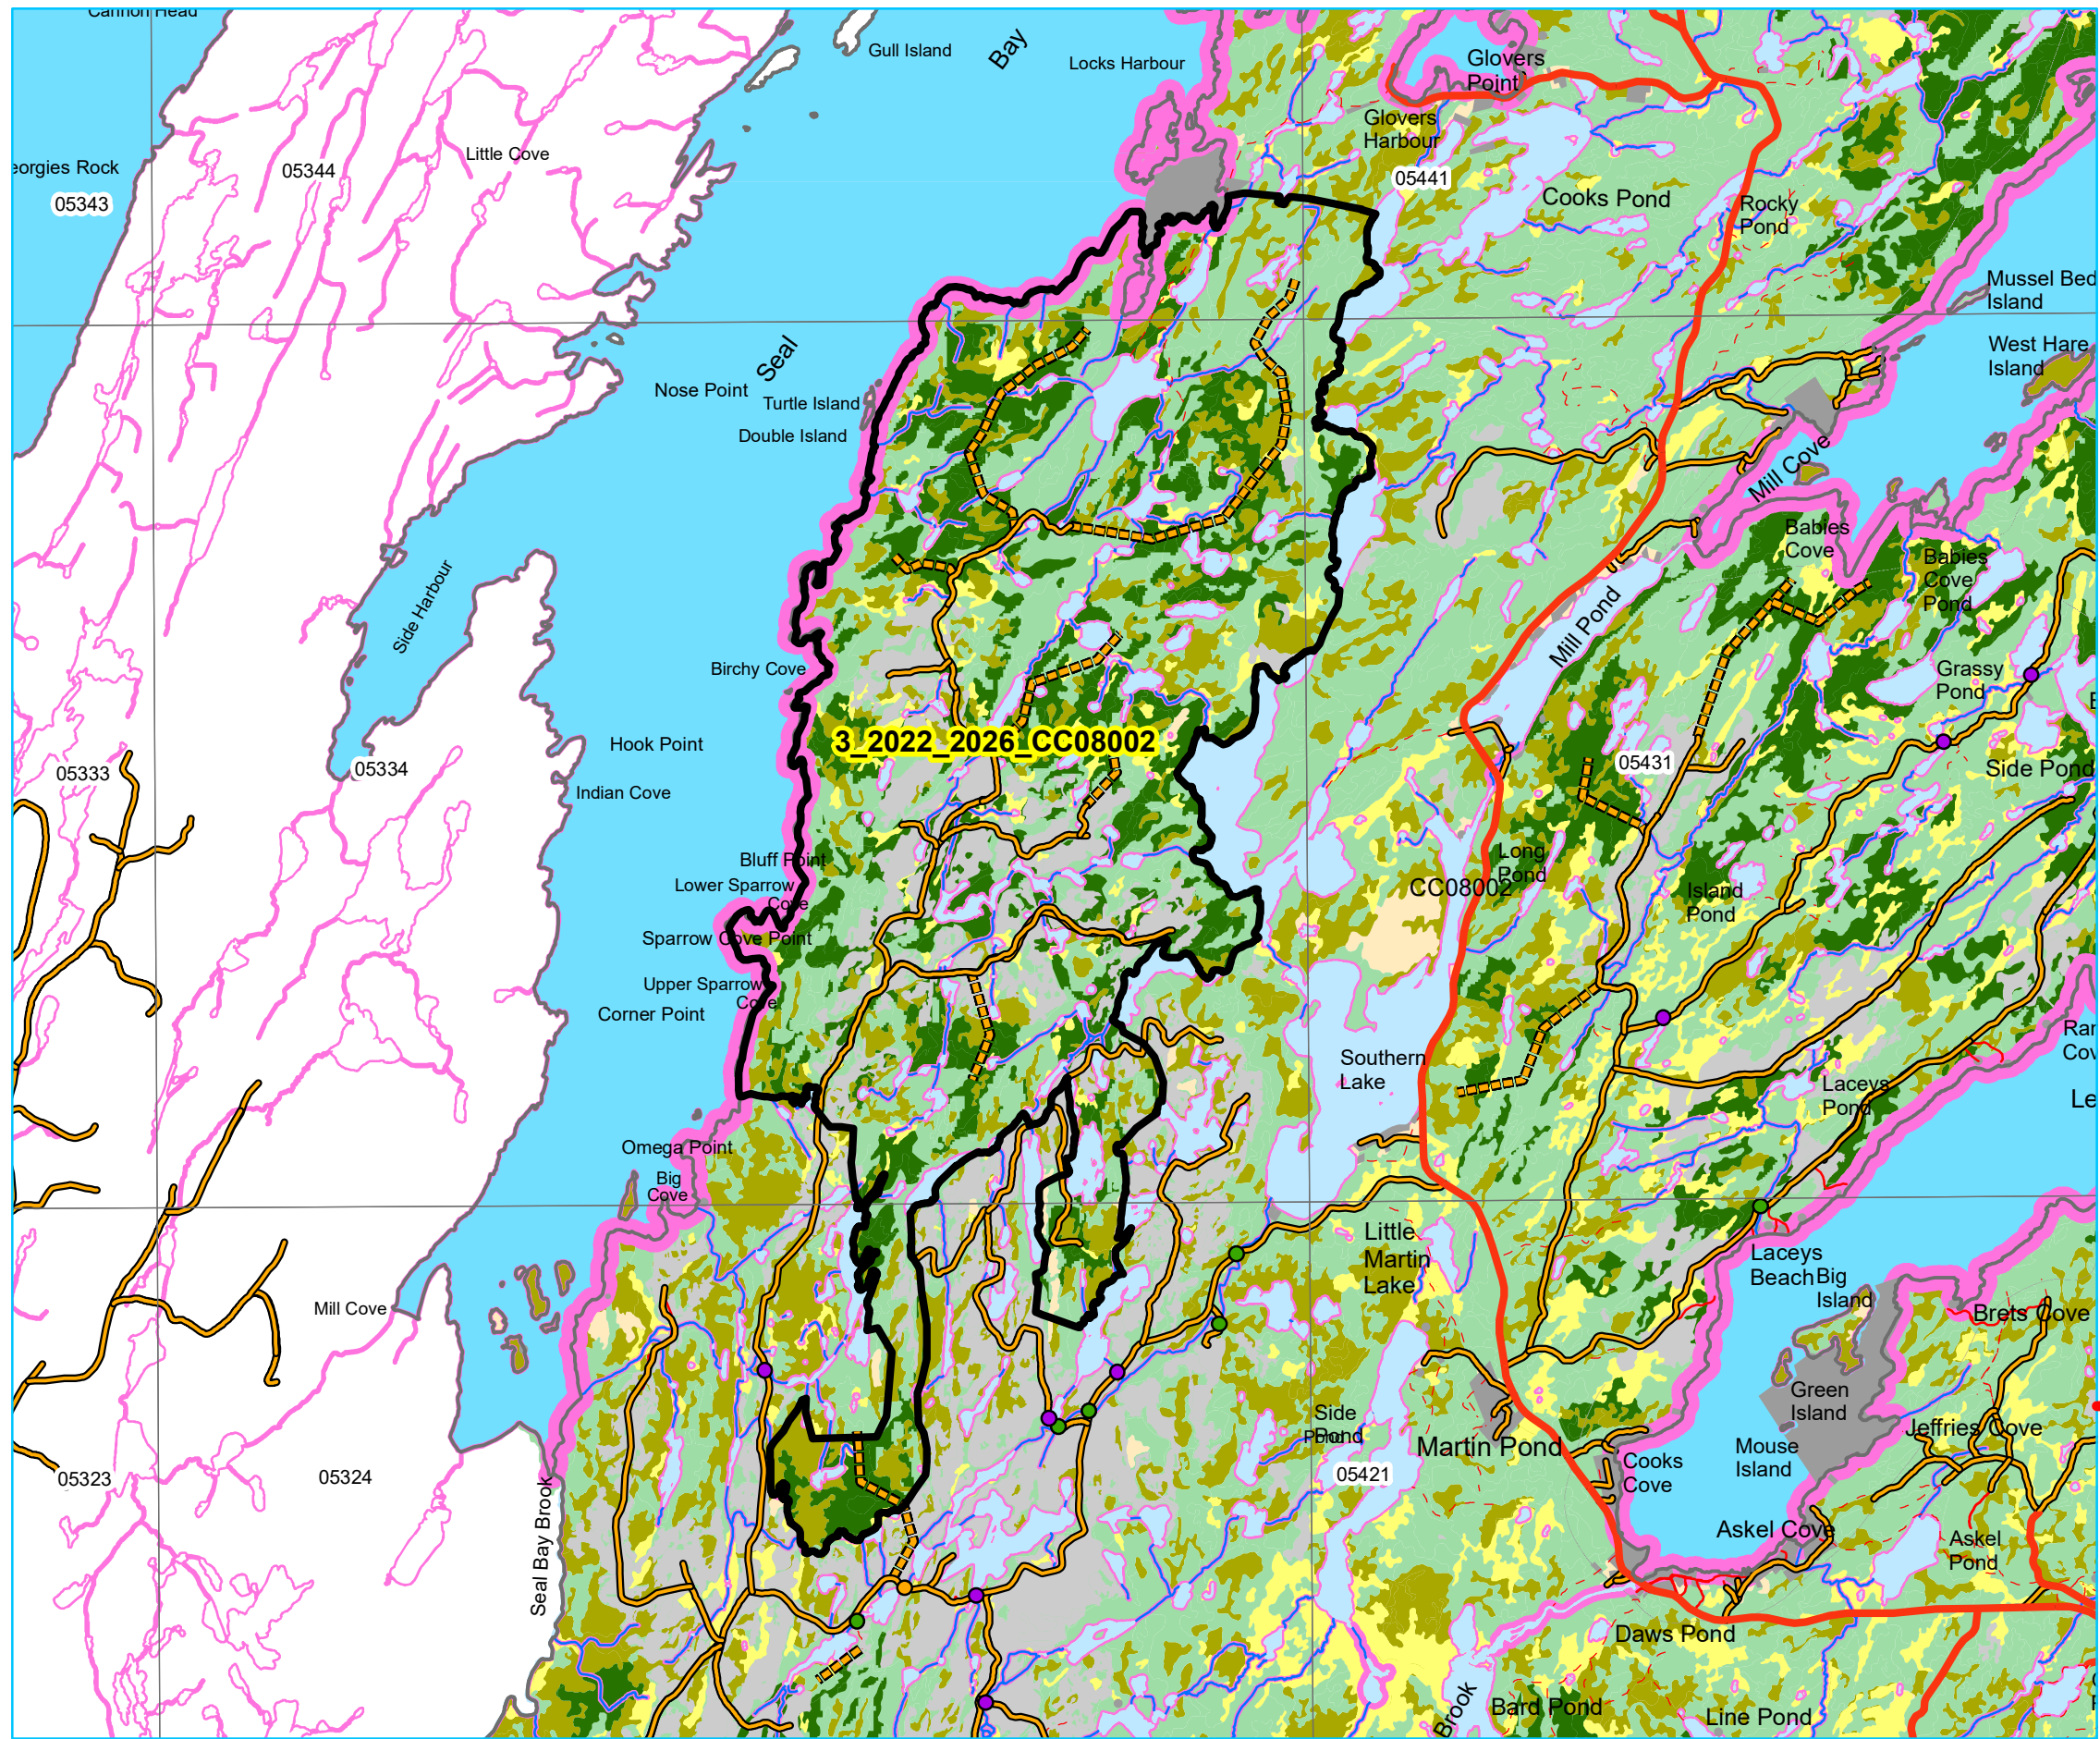 Cannon Head
Gull Island
Bay
Locks Harbour
Glovers
Point
Glovers
Harbour
eorgies Rock
05343
05344
Little Cove
05441
Cooks Pond
Rocky
Pond
Mussel Bed
Island
West Hare
Island
Seal
Nose Point
Turtle Island
Double Island
Mill Cove
Babies
Cove
Babies
Cove
Pond
Side Harbour
Mill Pond
Birchy Cove
Grassy
Pond
3_2022_2026_CC08002
Hook Point
05333
05334
Indian Cove
05431
Side Pond
Bluff Point
Lower Sparrow
Cove
Long
Pond
CC08002
Island
Pond
Sparrow Cove Point
Upper Sparrow
Cove
Corner Point
Southern
Lake
Laceys
Pond
Ran
Cov
Le
Omega Point
Big
Cove
Little
Martin
Lake
Laceys
Beach
Big
Island
Mill Cove
Brets Cove
Green
Island
Side
Pond
Pond
Martin Pond
Jeffries Cove
Mouse
Island
Cooks
Cove
05323
05324
05421
Seal Bay Brook
Askel Cove
Askel
Pond
Daws Pond
Brook
Bard Pond
Line Pond